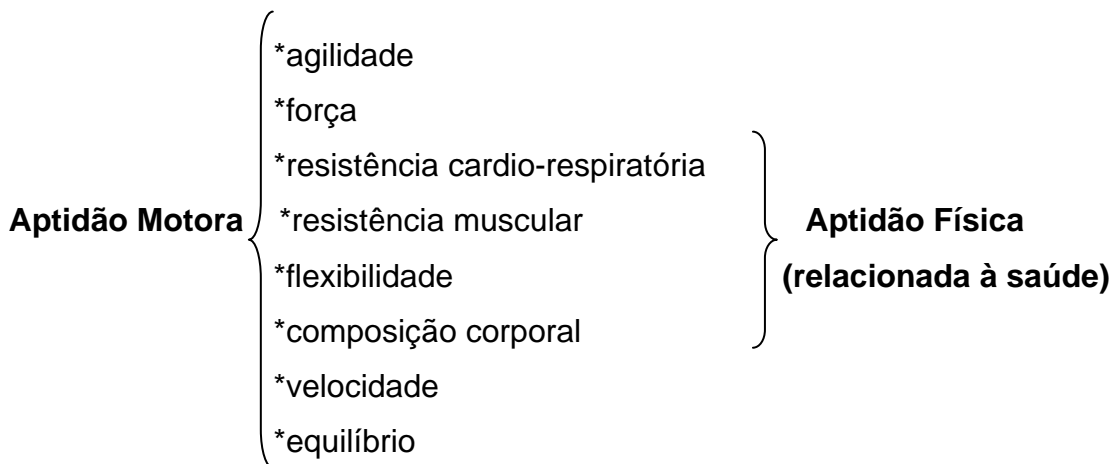 *agilidade
*força
*resistência cardio-respiratória
Aptidão Motora *resistência muscular Aptidão Física
*flexibilidade (relacionada à saúde)
*composição corporal
*velocidade
*equilíbrio